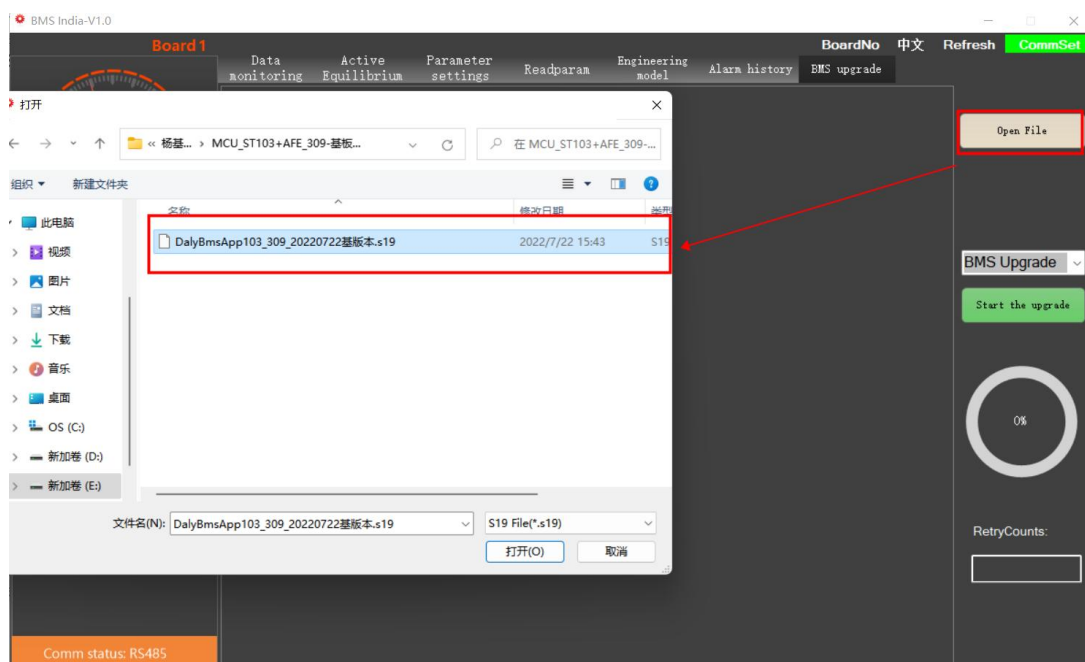 BMS India-V1.0
Board 1
BoardNo 中文 Refresh CommSet
Data monitoring
Active Equilibrium
Parameter settings
Readparam
Engineering model
Alarm history
BMS upgrade
打开
« 杨基... › MCU_ST103+AFE_309-基板...
在 MCU_ST103+AFE_309-...
组织
新建文件夹
名称 修改日期 类型
DalyBmsApp103_309_20220722基版本.s19 2022/7/22 15:43 S19
此电脑
视频
图片
文档
下载
音乐
桌面
OS (C:)
新加卷 (D:)
新加卷 (E:)
文件名(N): DalyBmsApp103_309_20220722基版本.s19 S19 File(*.s19)
打开(O) 取消
Open File
BMS Upgrade
Start the upgrade
0%
RetryCounts:
Comm status: RS485